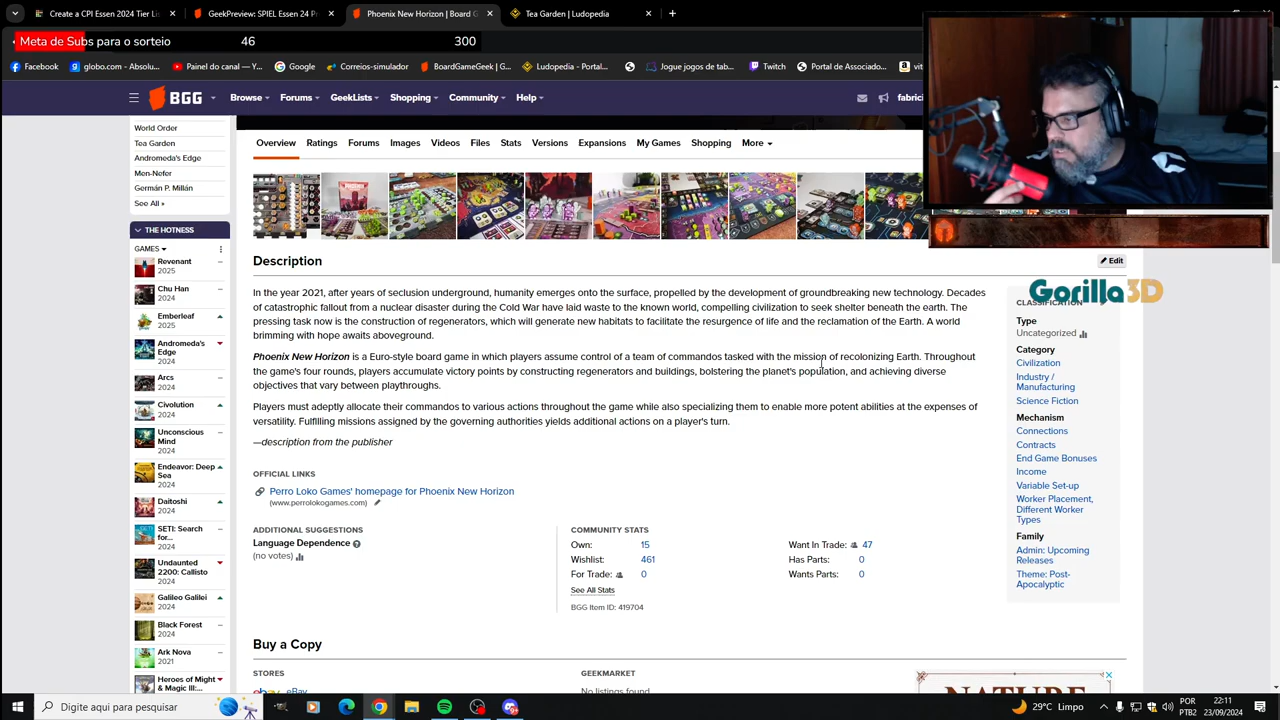 SPIEL Essen 24 Preview | Boa
Phoenix New Horizon | Board G
Tea Garden | Ludopedia
Meta de Subs para o sorteio 46 300
Facebook
globo.com - Absolu...
Painel do canal de...
Google
BoardGameGeek | G...
Ludopedia - Portal...
Jogue jogos de tab...
Twitch
Portal de Associado...
BGG
Browse
Forums
GeekLists
Shopping
Community
Help
fabric
World Order
Tea Garden
Andromeda's Edge
Men-Nefer
Germán P. Millán
See All »
THE HOTNESS
GAMES
Revenant
2025
Chu Han
2024
Emberleaf
2025
Andromeda's
Edge
2024
Arcs
2024
Civolution
2024
Unconscious
Mind
2024
Endeavor: Deep
Sea
2024
Daitoshi
2024
SETI: Search
for...
2024
Undaunted
2200: Callisto
2024
Galileo Galilei
2024
Black Forest
2024
Ark Nova
2021
Heroes of Might
& Magic III:...
Overview Ratings Forums Images Videos Files Stats Versions Expansions My Games Shopping More
Description
Edit
In the year 2021, after years of seclusion underground, humanity emerges onto the surface, propelled by the development of groundbreaking new technology. Decades
of catastrophic fallout from a nuclear disaster during the Cold War have laid waste to the known world, compelling civilization to seek shelter beneath the earth. The
pressing task now is the construction of regenerators, which will generate new habitats to facilitate the resurgence of life and the reclamation of the Earth. A world
brimming with hope awaits aboveground.
Phoenix New Horizon is a Euro-style board game in which players assume control of a team of commandos tasked with the mission of recolonizing Earth. Throughout
the game's four rounds, players accumulate victory points by constructing regenerators and buildings, bolstering the planet's population, and achieving diverse
objectives that vary between playthroughs.
Players must adeptly allocate their commandos to various actions throughout the game while also specializing them to enable more potent abilities at the expenses of
versatility. Fulfilling missions assigned by the governing authorities yields additional actions on a player's turn.
—description from the publisher
OFFICIAL LINKS
Perro Loko Games' homepage for Phoenix New Horizon
(www.perrolokogames.com)
ADDITIONAL SUGGESTIONS
Language Dependence
(no votes)
COMMUNITY STATS
Own: 15
Wishlist: 461
For Trade: 0
See All Stats
BGG Item ID: 419704
Want In Trade: 47
Has Parts: 0
Wants Parts: 0
Gorilla3D
CLASSIFICATION
Type
Uncategorized
Category
Civilization
Industry /
Manufacturing
Science Fiction
Mechanism
Connections
Contracts
End Game Bonuses
Income
Variable Set-up
Worker Placement,
Different Worker
Types
Family
Admin: Upcoming
Releases
Theme: Post-
Apocalyptic
Buy a Copy
STORES
eBay
GEEKMARKET
No listings found
NATURE
Digite aqui para pesquisar
29°C Limpo
POR
PTB2
22:11
23/09/2024